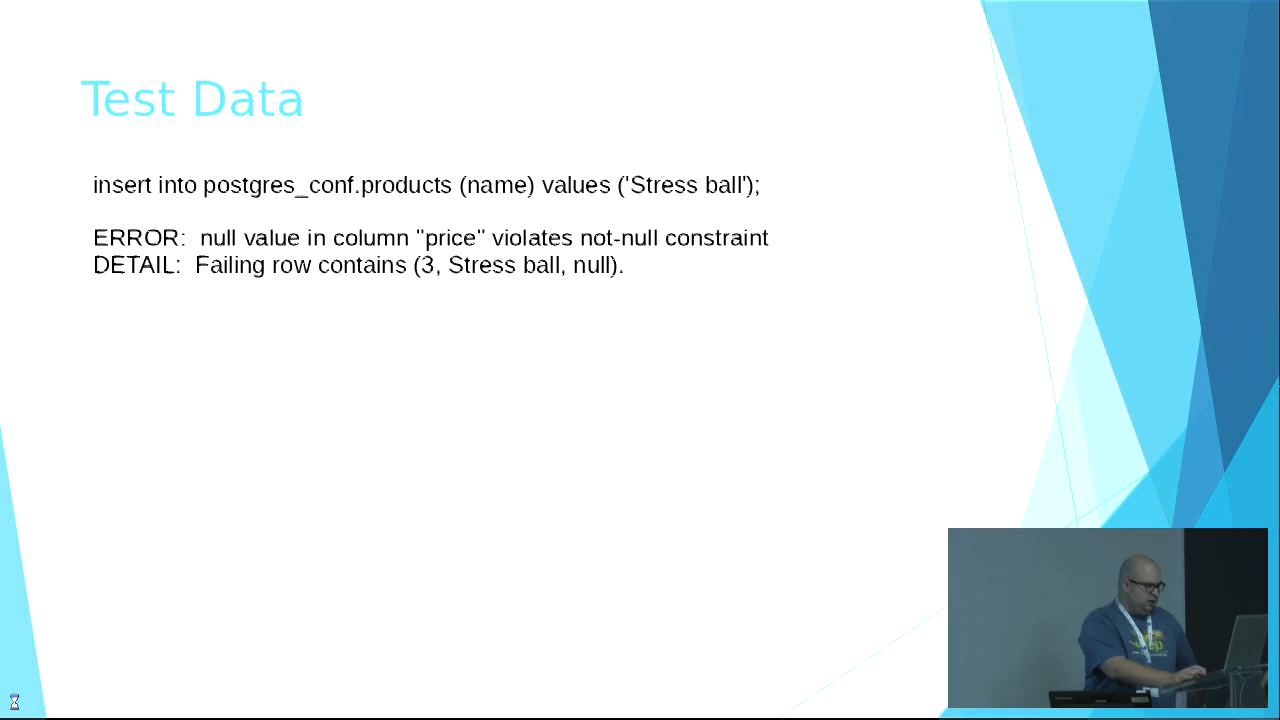 Test Data
insert into postgres_conf.products (name) values ('Stress ball');
ERROR:  null value in column "price" violates not-null constraint
DETAIL:  Failing row contains (3, Stress ball, null).